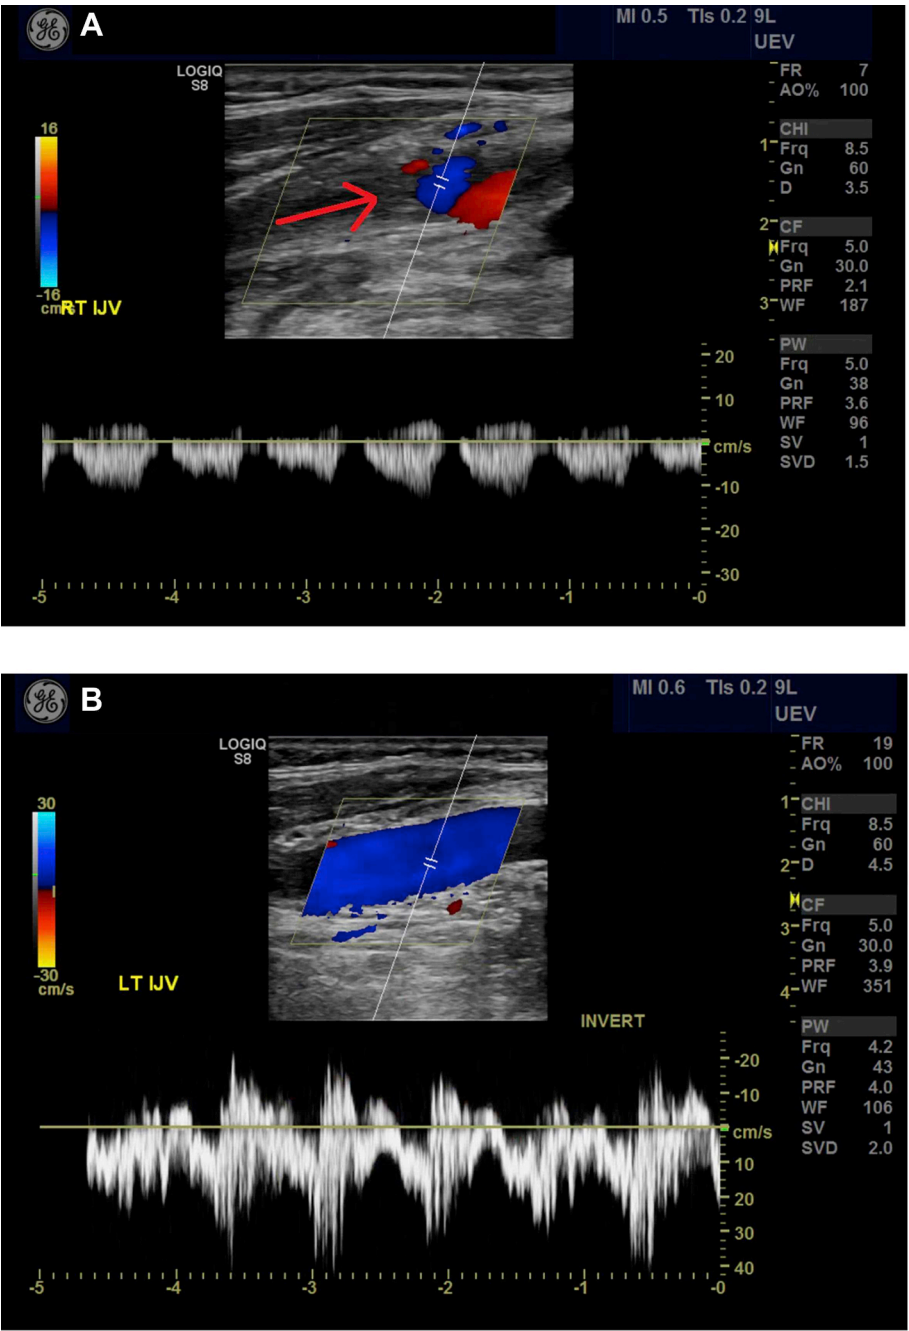 A
MI 0.5 TIs 0.2 9L
UEV
LOGIQ
S8
FR 7
AO% 100
CHI
Frq 8.5
Gn 60
D 3.5
CF
Frq 5.0
Gn 30.0
PRF 2.1
WF 187
PW
Frq 5.0
Gn 38
PRF 3.6
WF 96
SV 1
SVD 1.5
1
2
3
16
-16
cm/s
RT IJV
20
10
cm/s
-10
-20
-30
-5 -4 -3 -2 -1 -0
B
MI 0.6 TIs 0.2 9L
UEV
LOGIQ
S8
FR 19
AO% 100
CHI
Frq 8.5
Gn 60
D 4.5
CF
Frq 5.0
Gn 30.0
PRF 3.9
WF 351
PW
Frq 4.2
Gn 43
PRF 4.0
WF 106
SV 1
SVD 2.0
1
2
3
4
30
-30
cm/s
LT IJV
INVERT
-20
-10
cm/s
10
20
30
40
-5 -4 -3 -2 -1 -0